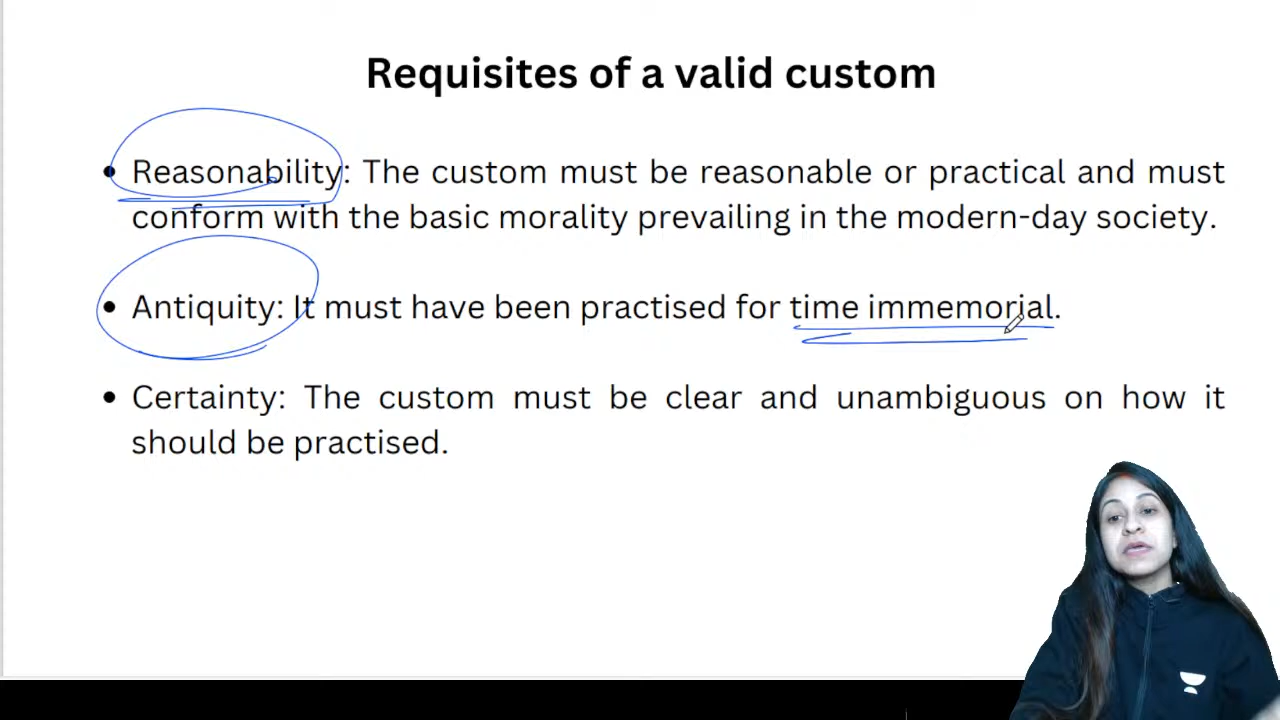 Requisites of a valid custom
• Reasonability: The custom must be reasonable or practical and must
conform with the basic morality prevailing in the modern-day society.
• Antiquity: It must have been practised for time immemorial.
• Certainty: The custom must be clear and unambiguous on how it
should be practised.